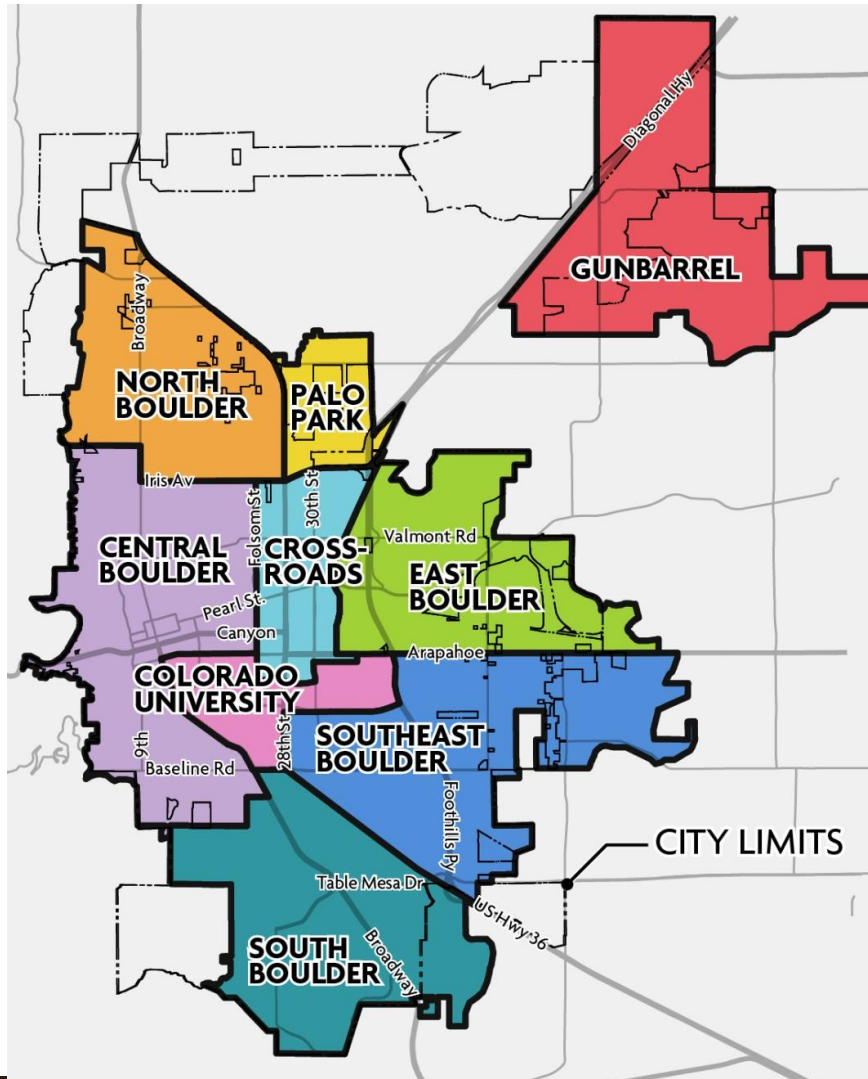 Diagonal Hy
GUNBARREL
Broadway
NORTH
BOULDER
PALO
PARK
Iris Av
Folsom St
30th St
CENTRAL
BOULDER
CROSS-
ROADS
Valmont Rd
EAST
BOULDER
Pearl St.
Canyon
Arapahoe
COLORADO
UNIVERSITY
9th
28th St
SOUTHEAST
BOULDER
Baseline Rd
Foothills Py
CITY LIMITS
Table Mesa Dr
US Hwy 36
Broadway
SOUTH
BOULDER